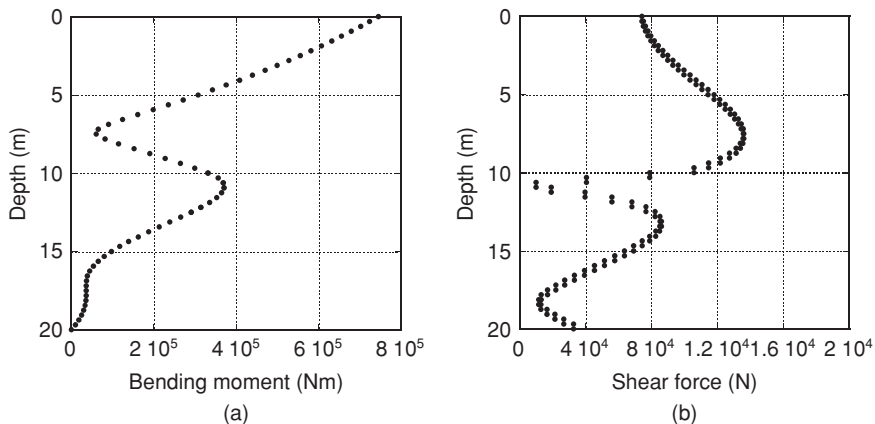 0
5
10
15
20
Depth (m)
0 2 10⁵ 4 10⁵ 6 10⁵ 8 10⁵
Bending moment (Nm)
(a)
0
5
10
15
20
Depth (m)
0 4 10⁴ 8 10⁴ 1.2 10⁴ 1.6 10⁴ 2 10⁴
Shear force (N)
(b)